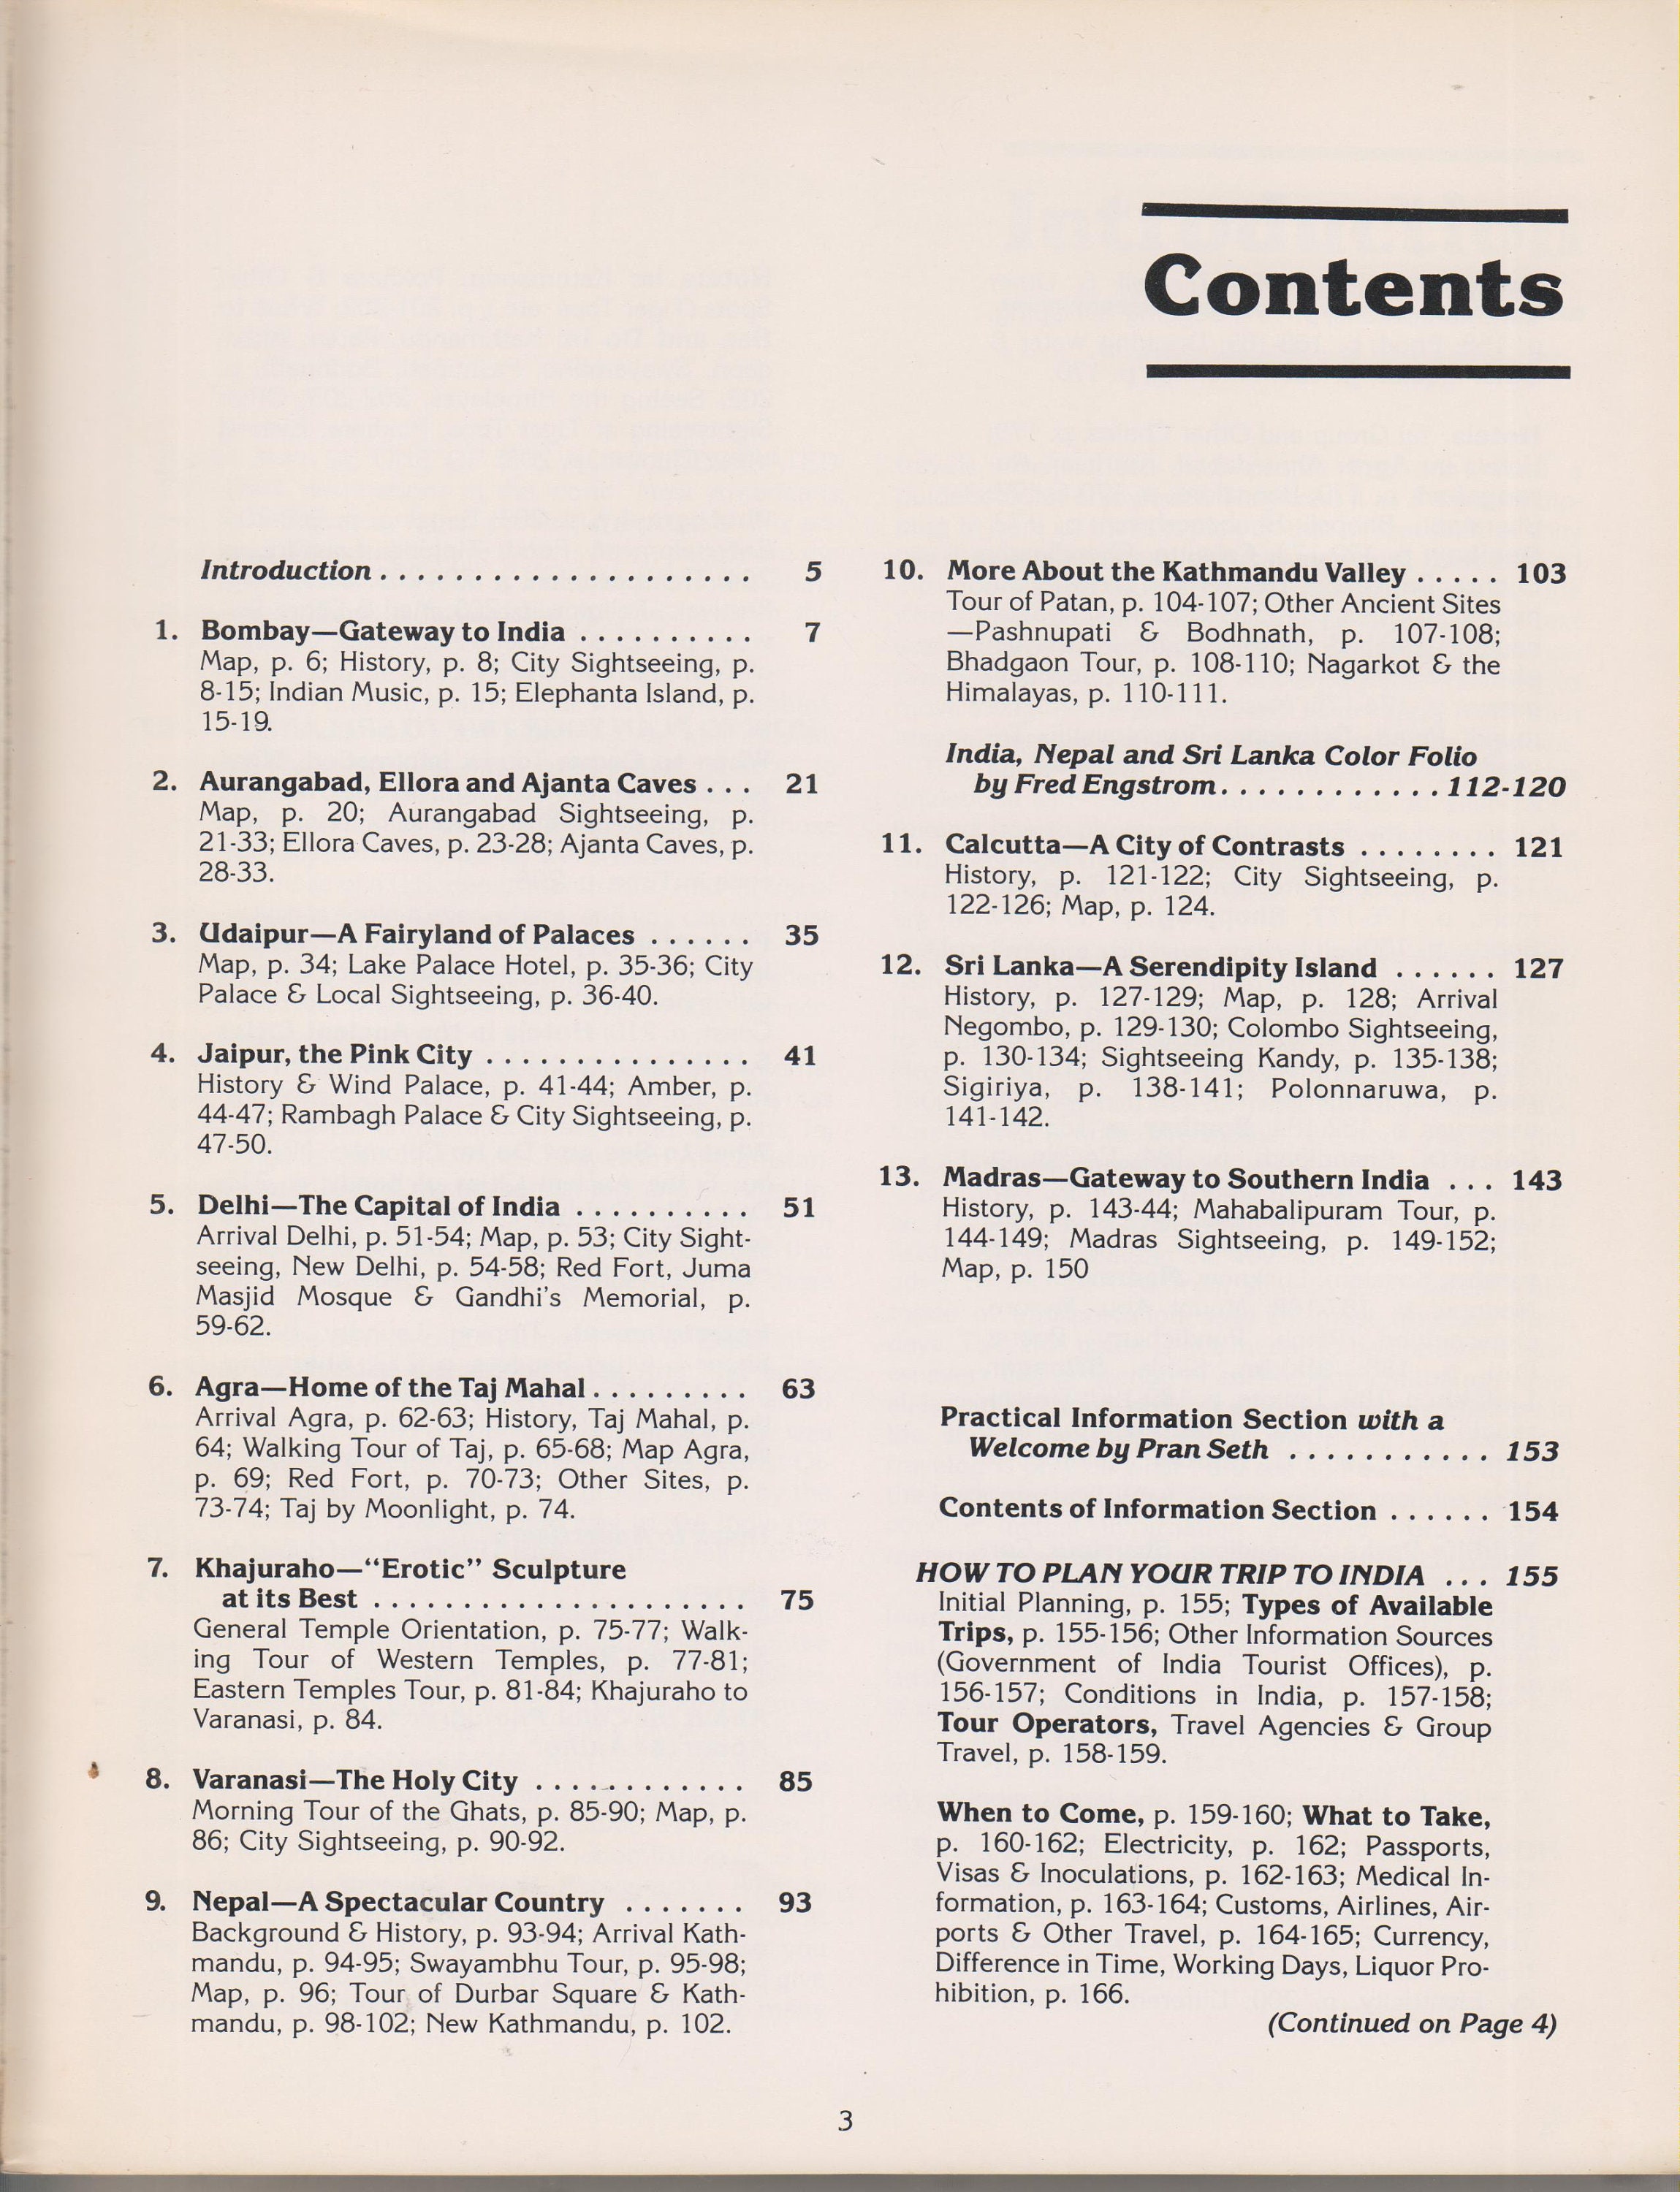 Contents
Introduction . . . . . . . . . . . . . . . . . . . . 5
1. Bombay—Gateway to India . . . . . . . . . . 7
Map, p. 6; History, p. 8; City Sightseeing, p.
8-15; Indian Music, p. 15; Elephanta Island, p.
15-19.
2. Aurangabad, Ellora and Ajanta Caves . . . 21
Map, p. 20; Aurangabad Sightseeing, p.
21-33; Ellora Caves, p. 23-28; Ajanta Caves, p.
28-33.
3. Udaipur—A Fairyland of Palaces . . . . . . 35
Map, p. 34; Lake Palace Hotel, p. 35-36; City
Palace & Local Sightseeing, p. 36-40.
4. Jaipur, the Pink City . . . . . . . . . . . . . . . 41
History & Wind Palace, p. 41-44; Amber, p.
44-47; Rambagh Palace & City Sightseeing, p.
47-50.
5. Delhi—The Capital of India . . . . . . . . . . 51
Arrival Delhi, p. 51-54; Map, p. 53; City Sight-
seeing, New Delhi, p. 54-58; Red Fort, Juma
Masjid Mosque & Gandhi's Memorial, p.
59-62.
6. Agra—Home of the Taj Mahal . . . . . . . . . 63
Arrival Agra, p. 62-63; History, Taj Mahal, p.
64; Walking Tour of Taj, p. 65-68; Map Agra,
p. 69; Red Fort, p. 70-73; Other Sites, p.
73-74; Taj by Moonlight, p. 74.
7. Khajuraho—“Erotic” Sculpture
at its Best . . . . . . . . . . . . . . . . . . . . . 75
General Temple Orientation, p. 75-77; Walk-
ing Tour of Western Temples, p. 77-81;
Eastern Temples Tour, p. 81-84; Khajuraho to
Varanasi, p. 84.
8. Varanasi—The Holy City . . . . . . . . . . . . 85
Morning Tour of the Ghats, p. 85-90; Map, p.
86; City Sightseeing, p. 90-92.
9. Nepal—A Spectacular Country . . . . . . . 93
Background & History, p. 93-94; Arrival Kath-
mandu, p. 94-95; Swayambhu Tour, p. 95-98;
Map, p. 96; Tour of Durbar Square & Kath-
mandu, p. 98-102; New Kathmandu, p. 102.
10. More About the Kathmandu Valley . . . . . 103
Tour of Patan, p. 104-107; Other Ancient Sites
—Pashnupati & Bodhnath, p. 107-108;
Bhadgaon Tour, p. 108-110; Nagarkot & the
Himalayas, p. 110-111.
India, Nepal and Sri Lanka Color Folio
by Fred Engstrom. . . . . . . . . . . . 112-120
11. Calcutta—A City of Contrasts . . . . . . . . 121
History, p. 121-122; City Sightseeing, p.
122-126; Map, p. 124.
12. Sri Lanka—A Serendipity Island . . . . . . 127
History, p. 127-129; Map, p. 128; Arrival
Negombo, p. 129-130; Colombo Sightseeing,
p. 130-134; Sightseeing Kandy, p. 135-138;
Sigiriya, p. 138-141; Polonnaruwa, p.
141-142.
13. Madras—Gateway to Southern India . . . 143
History, p. 143-44; Mahabalipuram Tour, p.
144-149; Madras Sightseeing, p. 149-152;
Map, p. 150
Practical Information Section with a
Welcome by Pran Seth . . . . . . . . . . . 153
Contents of Information Section . . . . . . 154
HOW TO PLAN YOUR TRIP TO INDIA . . . 155
Initial Planning, p. 155; Types of Available
Trips, p. 155-156; Other Information Sources
(Government of India Tourist Offices), p.
156-157; Conditions in India, p. 157-158;
Tour Operators, Travel Agencies & Group
Travel, p. 158-159.
When to Come, p. 159-160; What to Take,
p. 160-162; Electricity, p. 162; Passports,
Visas & Inoculations, p. 162-163; Medical In-
formation, p. 163-164; Customs, Airlines, Air-
ports & Other Travel, p. 164-165; Currency,
Difference in Time, Working Days, Liquor Pro-
hibition, p. 166.
(Continued on Page 4)
3